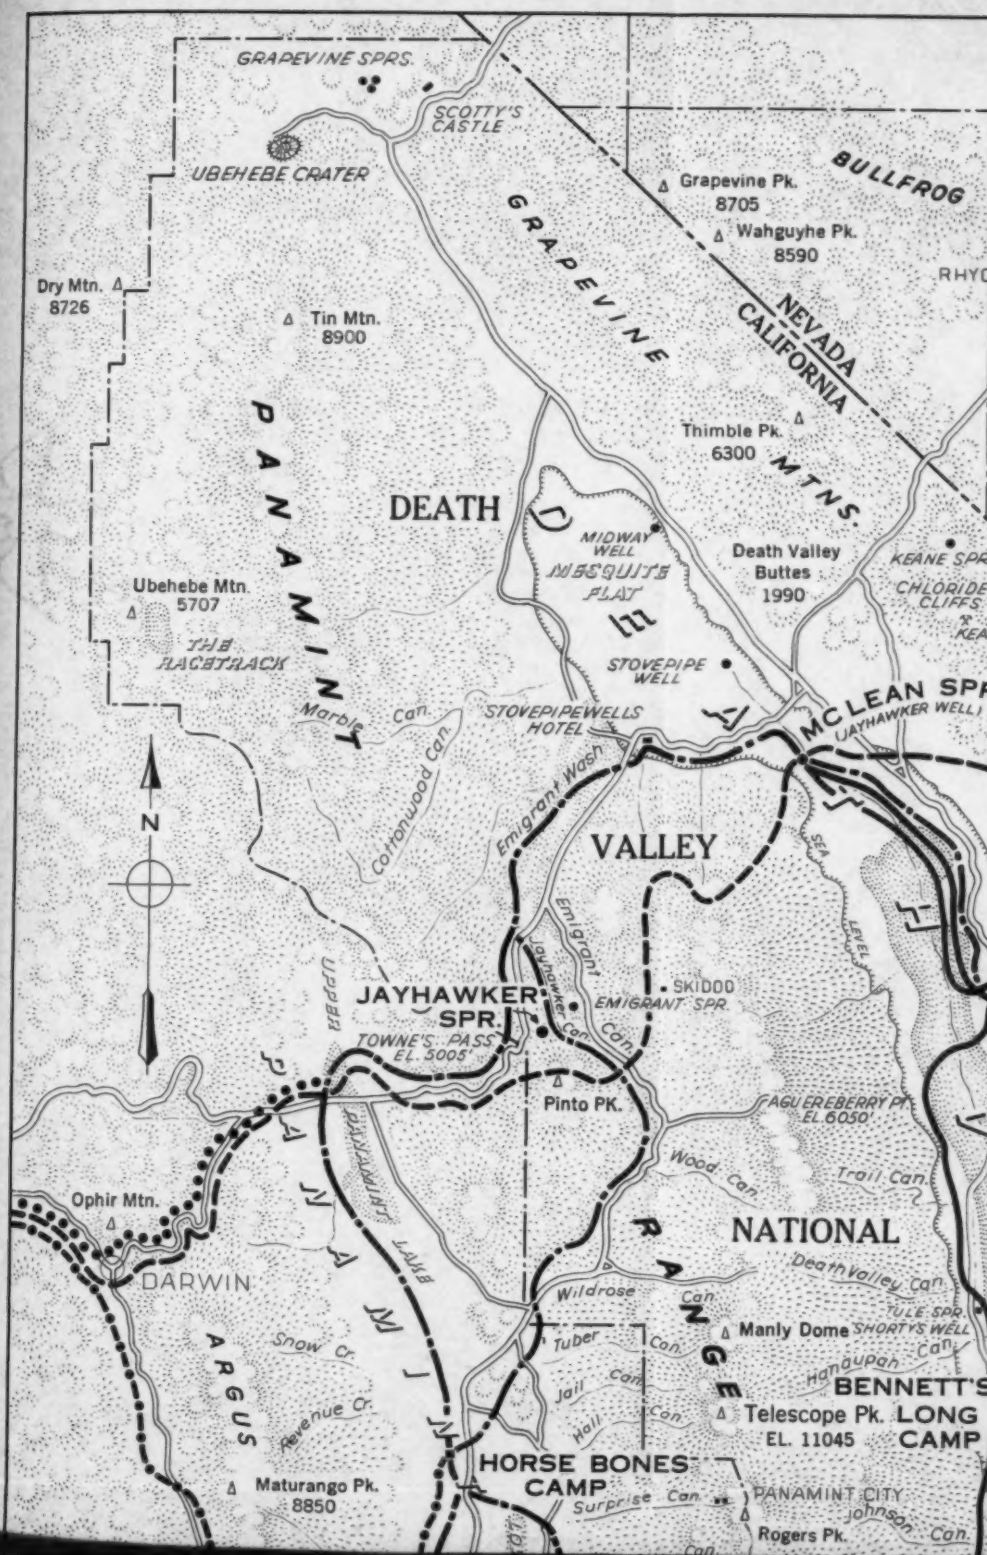 GRAPEVINE SPRS.
SCOTTY'S
CASTLE
UBEHEBE CRATER
BULLFROG
Grapevine Pk.
8705
Wahguyhe Pk.
8590
GRAPEVINE
MTNS.
Dry Mtn.
8726
Tin Mtn.
8900
NEVADA
CALIFORNIA
Thimble Pk.
6300
PANAMINT
DEATH
MIDWAY
WELL
MESQUITE
FLAT
Death Valley
Buttes
1990
KEANE SPR
CHLORIDE
CLIFFS
Ubehebe Mtn.
5707
THE
RACETRACK
STOVEPIPE
WELL
MCLEAN SPR
(JAYHAWKER WELL)
Marble Can.
STOVEPIPEWELLS
HOTEL
Cottonwood Can.
Emigrant Wash
N
VALLEY
SEA
LEVEL
Emigrant
Can.
Jayhawker Can.
SKIDOO
EMIGRANT SPR.
UPPER
JAYHAWKER
SPR.
TOWNE'S PASS
EL. 5005'
Pinto PK.
AGUEREBERRY PT.
EL. 6050'
PANAMINT
LAKE
Wood Can.
Trail Can.
Ophir Mtn.
DARWIN
RANGE
NATIONAL
Death Valley Can.
Wildrose Can.
TULE SPR.
SHORTYS WELL
Manly Dome
Hanaupah Can.
Tuber Can.
Jail Can.
Hall Can.
ARGUS
Snow Cr.
Revenue Cr.
BENNETT'S
LONG
CAMP
Telescope Pk.
EL. 11045
HORSE BONES
CAMP
Maturango Pk.
8850
Surprise Can.
PANAMINT CITY
Johnson Can.
Rogers Pk.
Can.